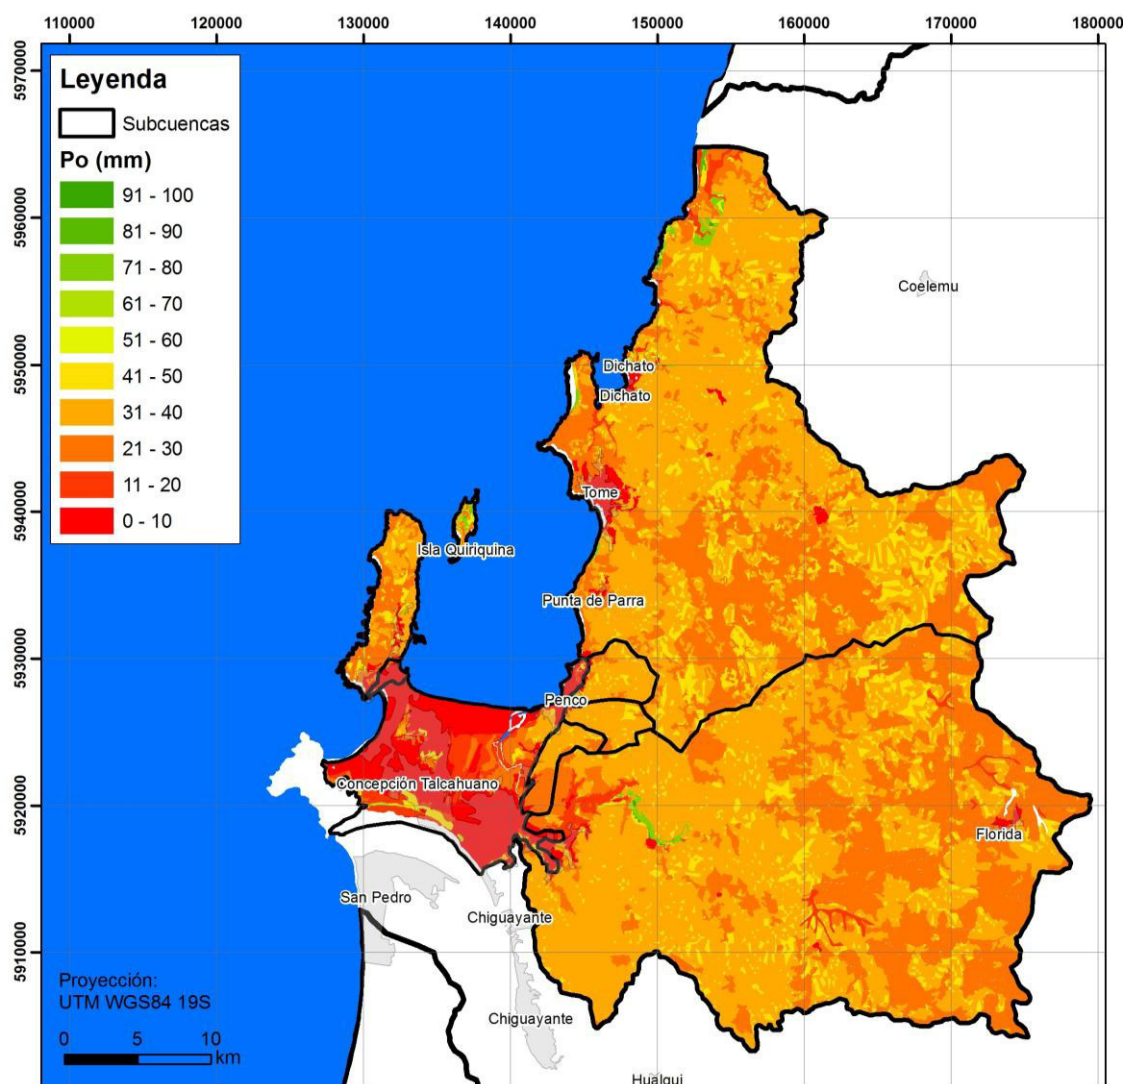 110000 120000 130000 140000 150000 160000 170000 180000
5970000
5960000
5950000
5940000
5930000
5920000
5910000
Leyenda
Subcuencas
Po (mm)
91 - 100
81 - 90
71 - 80
61 - 70
51 - 60
41 - 50
31 - 40
21 - 30
11 - 20
0 - 10
Coelemu
Dichato
Dichato
Tome
Isla Quiriquina
Punta de Parra
Penco
Concepción Talcahuano
Florida
San Pedro
Chiguayante
Chiguayante
Hualqui
Proyección:
UTM WGS84 19S
0 5 10
km